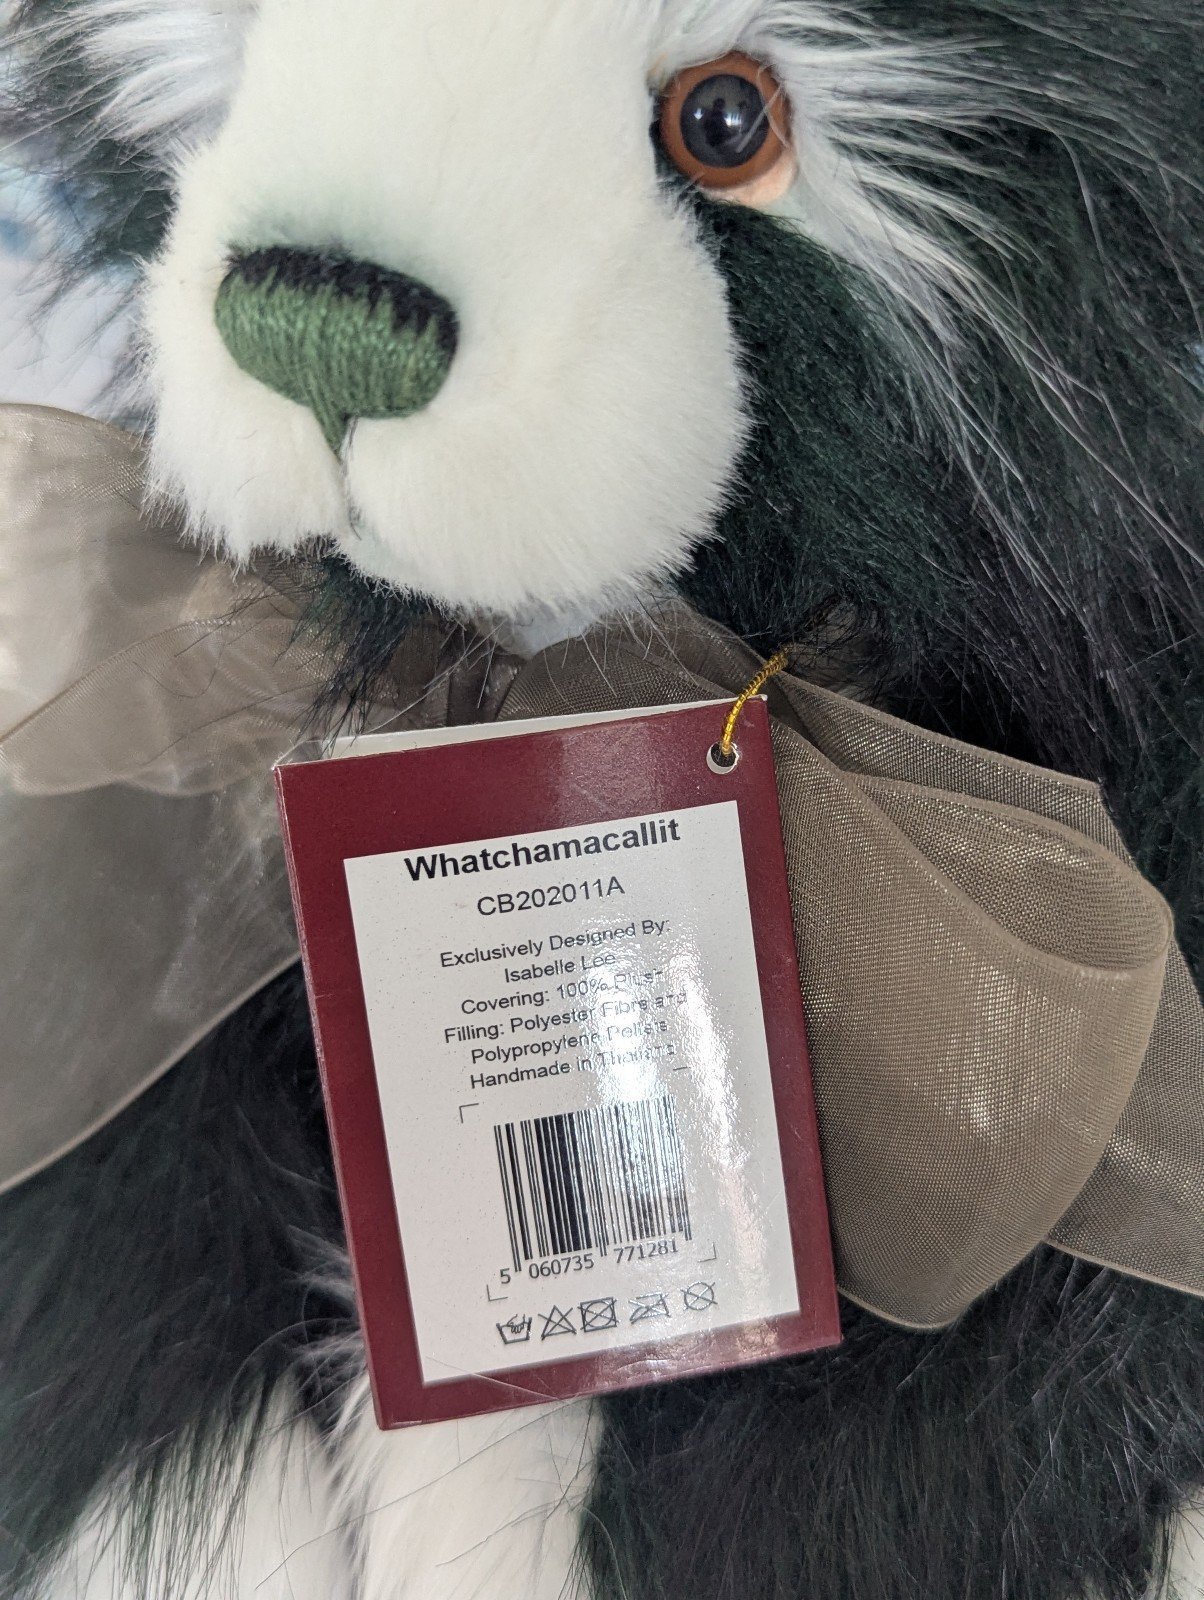 Whatchamacallit
CB202011A
Exclusively Designed By:
Isabelle Lee
Covering: 100% Plush
Filling: Polyester Fibre and
Polypropylene Pellets
Handmade in Thailand
5 060735 771281